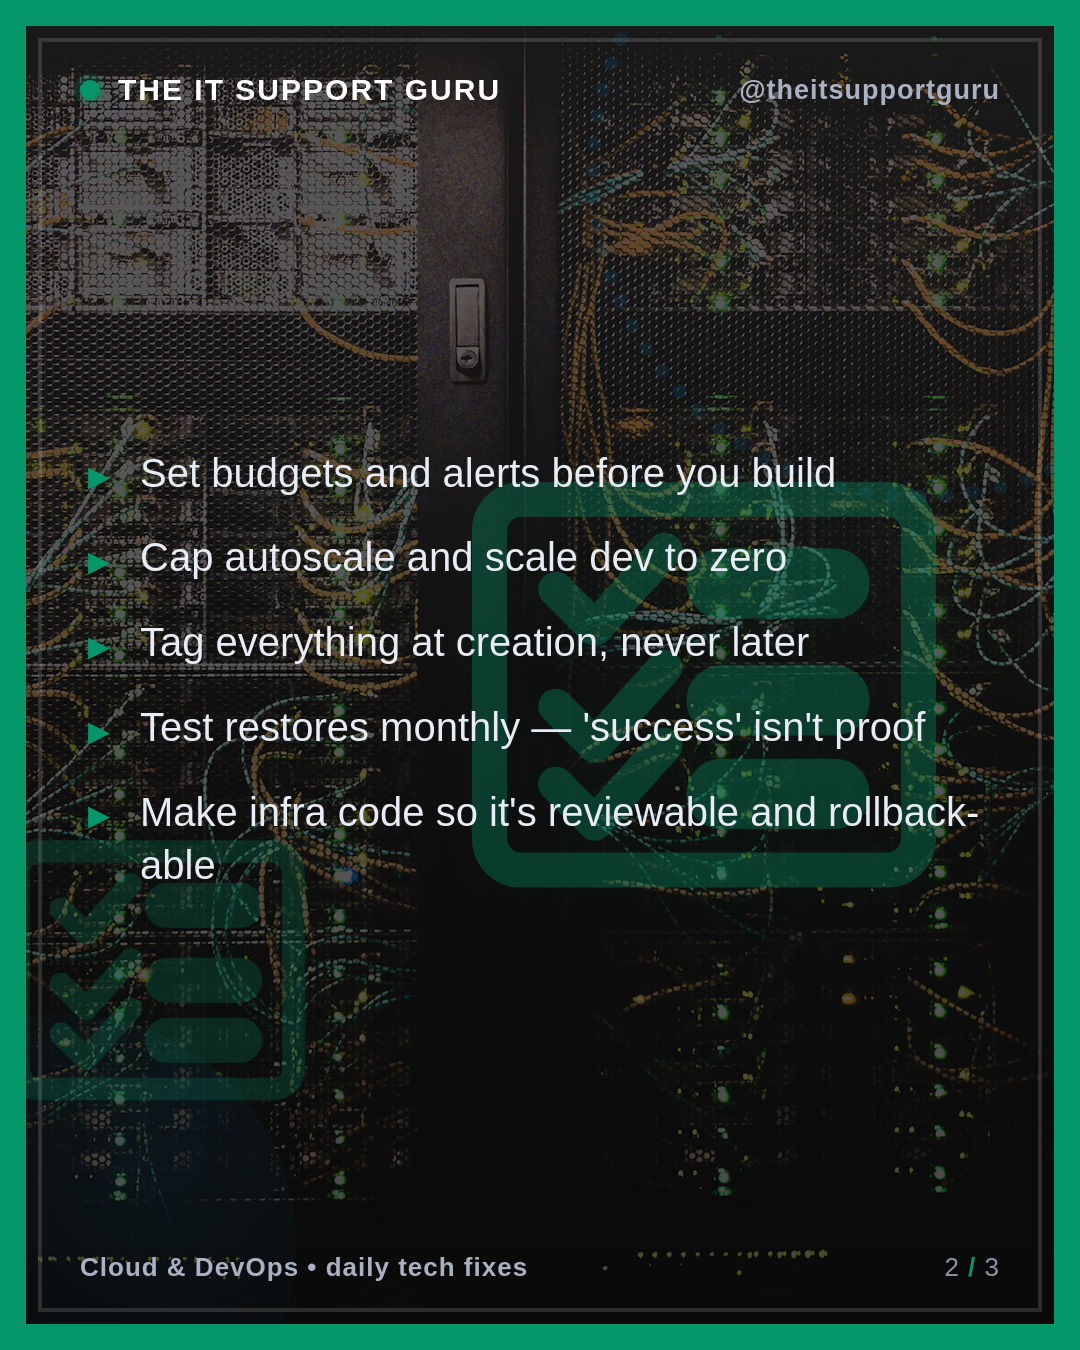 THE IT SUPPORT GURU
@theitsupportguru
Set budgets and alerts before you build
Cap autoscale and scale dev to zero
Tag everything at creation, never later
Test restores monthly — 'success' isn't proof
Make infra code so it's reviewable and rollback-
able
Cloud & DevOps • daily tech fixes
2 / 3